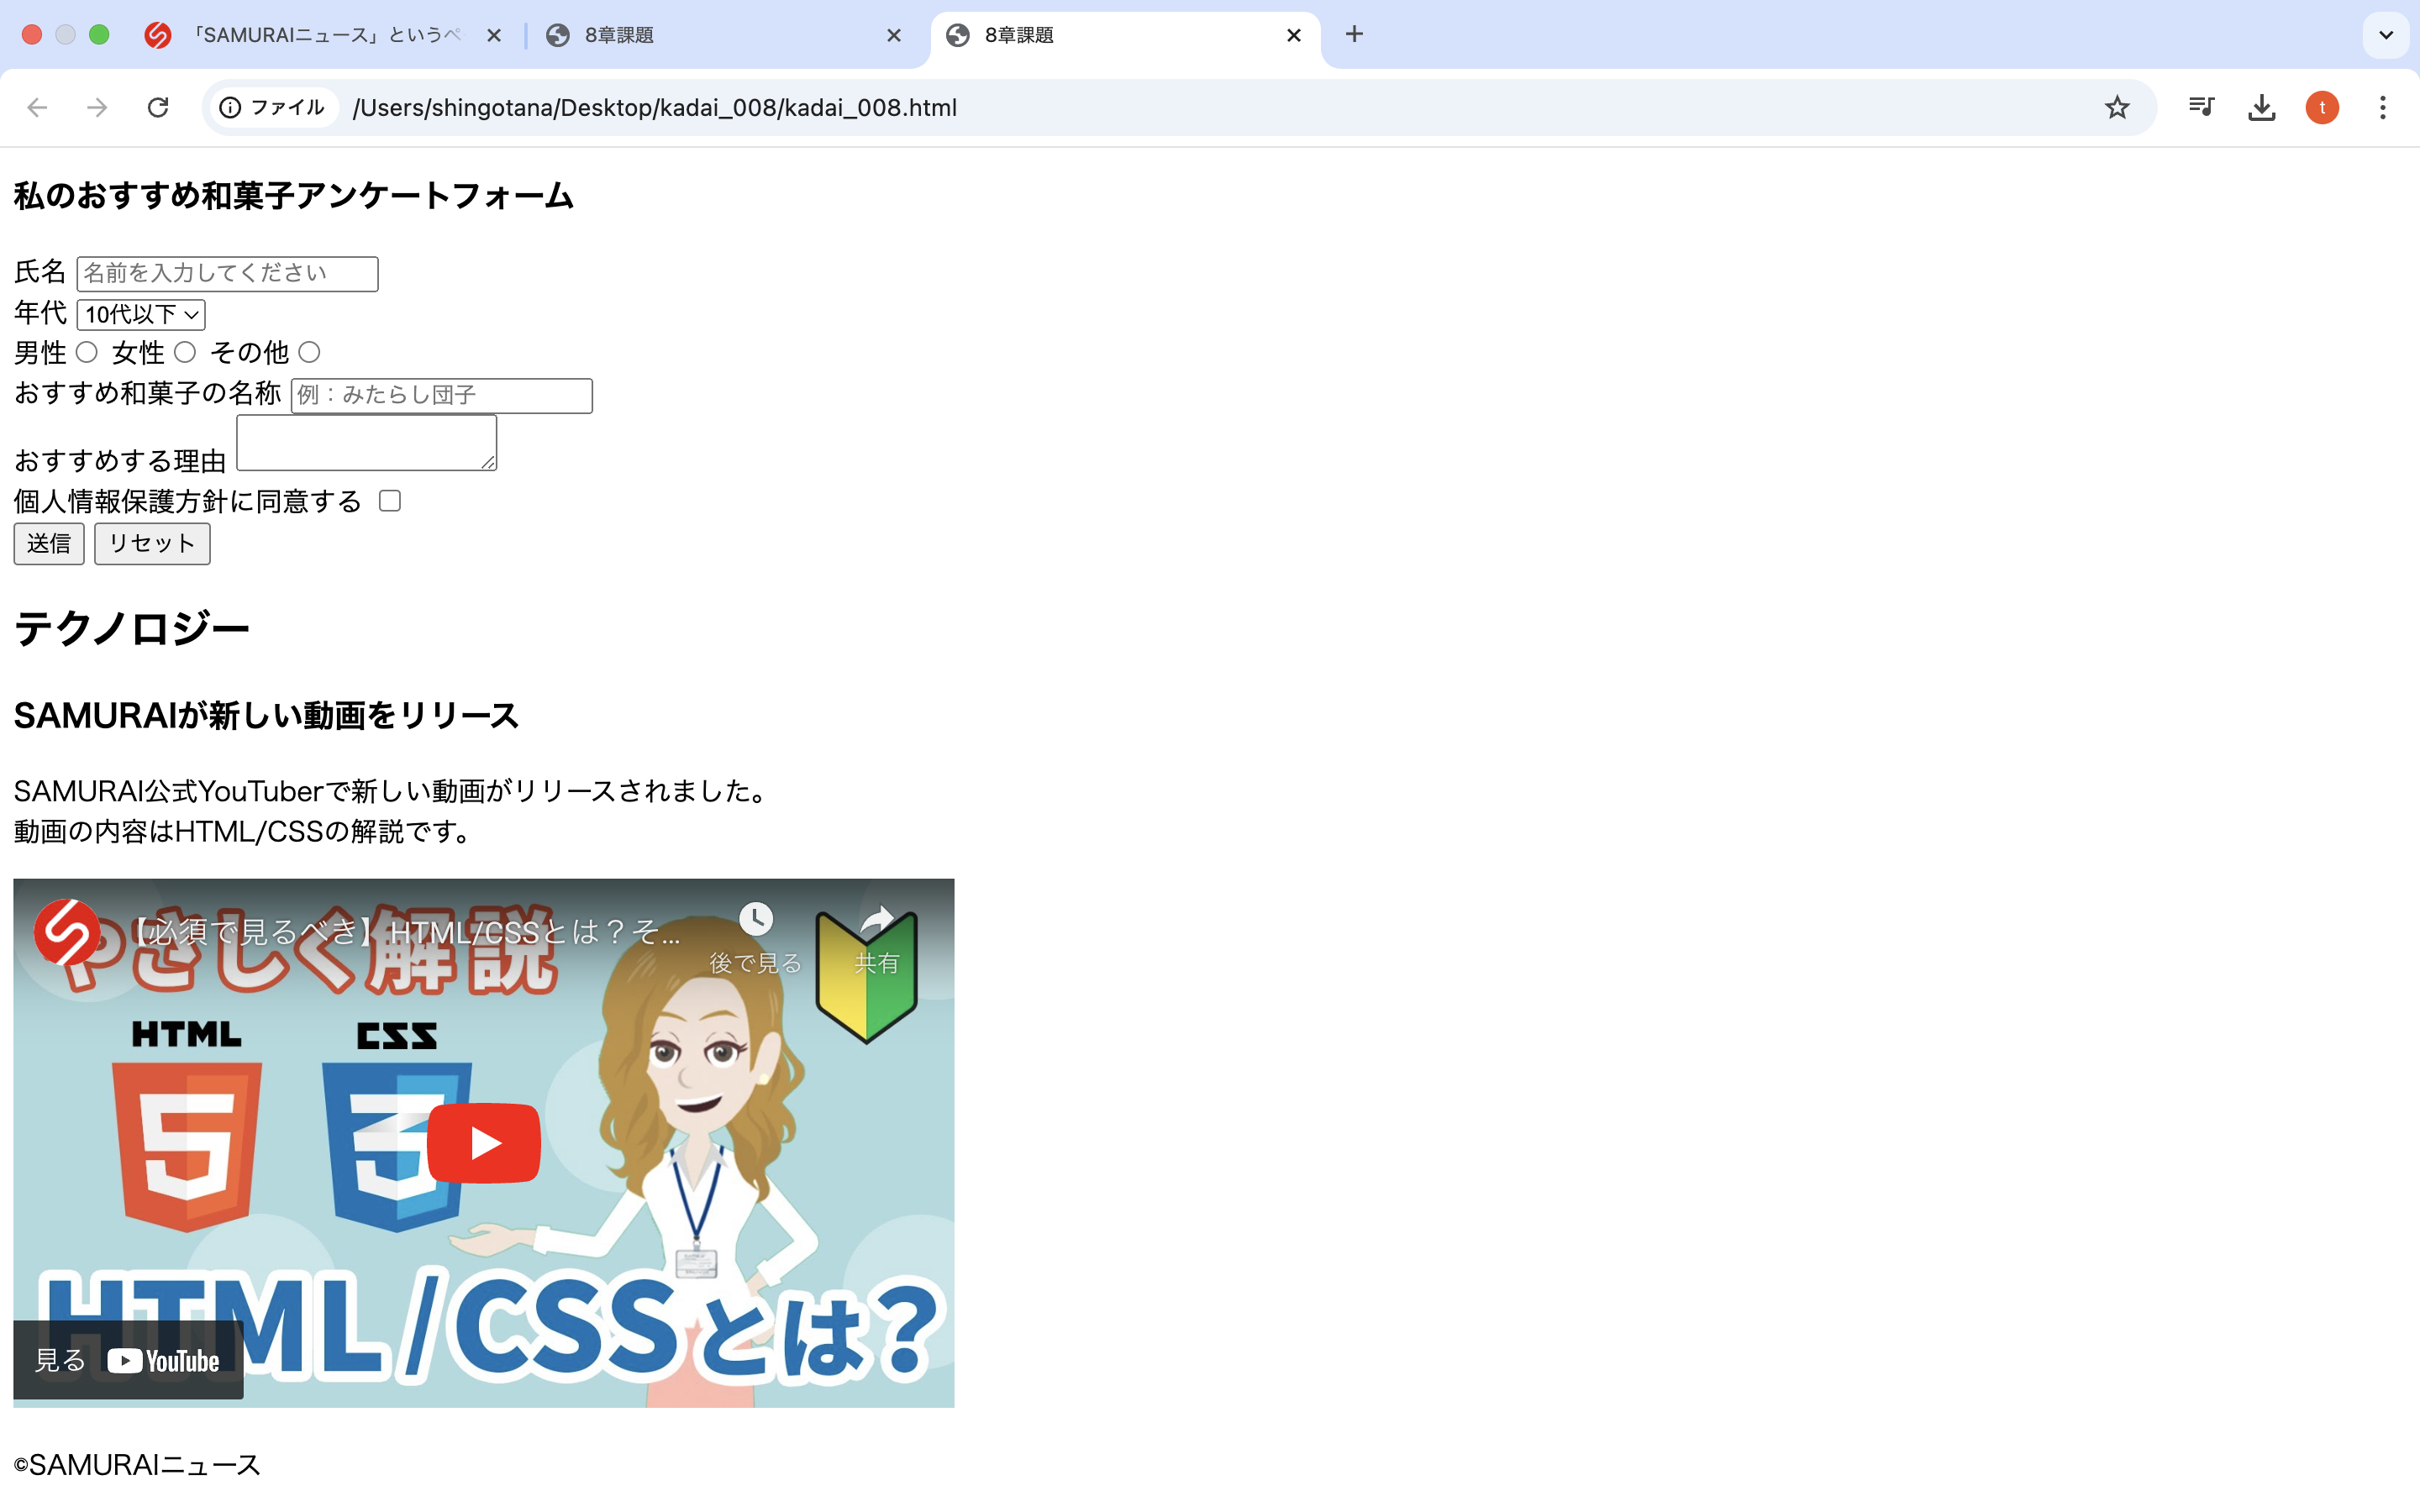 「SAMURAIニュース」というペ
8章課題
8章課題
ファイル
/Users/shingotana/Desktop/kadai_008/kadai_008.html
t
私のおすすめ和菓子アンケートフォーム
氏名 名前を入力してください
年代 10代以下
男性 女性 その他
おすすめ和菓子の名称 例：みたらし団子
おすすめする理由
個人情報保護方針に同意する
送信 リセット
テクノロジー
SAMURAIが新しい動画をリリース
SAMURAI公式YouTuberで新しい動画がリリースされました。
動画の内容はHTML/CSSの解説です。
【必須で見るべき】HTML/CSSとは？そ...
後で見る 共有
やさしく解説
HTML CSS
HTML/CSSとは?
見る YouTube
©SAMURAIニュース